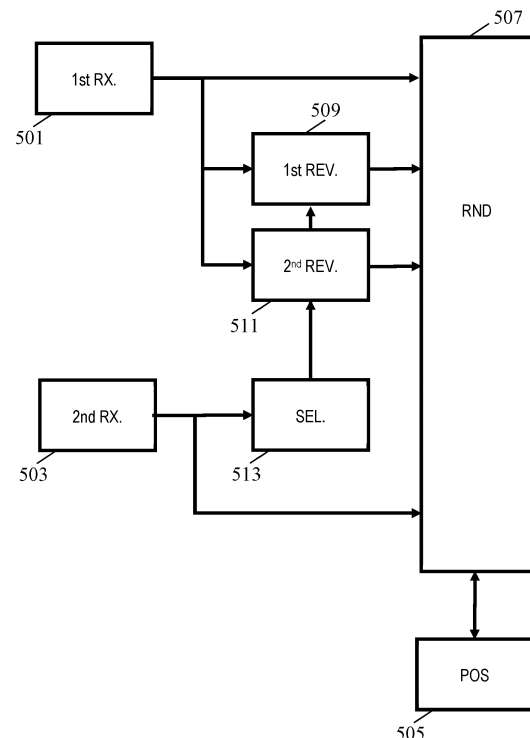 507
1st RX.
501
509
1st REV.
RND
2nd REV.
511
2nd RX.
503
SEL.
513
POS
505